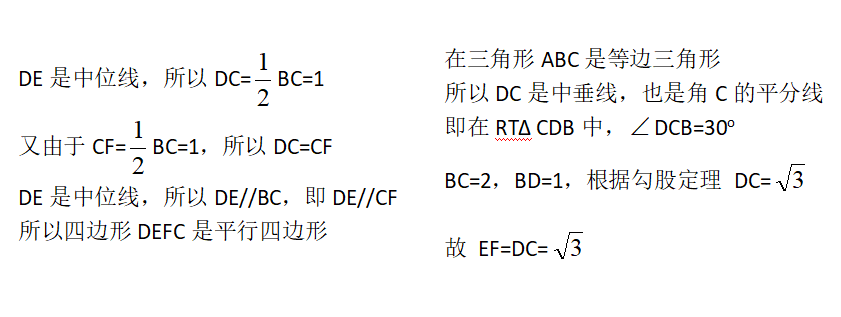 DE 是中位线，所以 DC=1/2 BC=1
又由于 CF=1/2 BC=1，所以 DC=CF
DE 是中位线，所以 DE//BC，即 DE//CF
所以四边形 DEFC 是平行四边形
在三角形 ABC 是等边三角形
所以 DC 是中垂线，也是角 C 的平分线
即在 RTΔ CDB 中，∠DCB=30º
BC=2，BD=1，根据勾股定理 DC=√3
故 EF=DC=√3